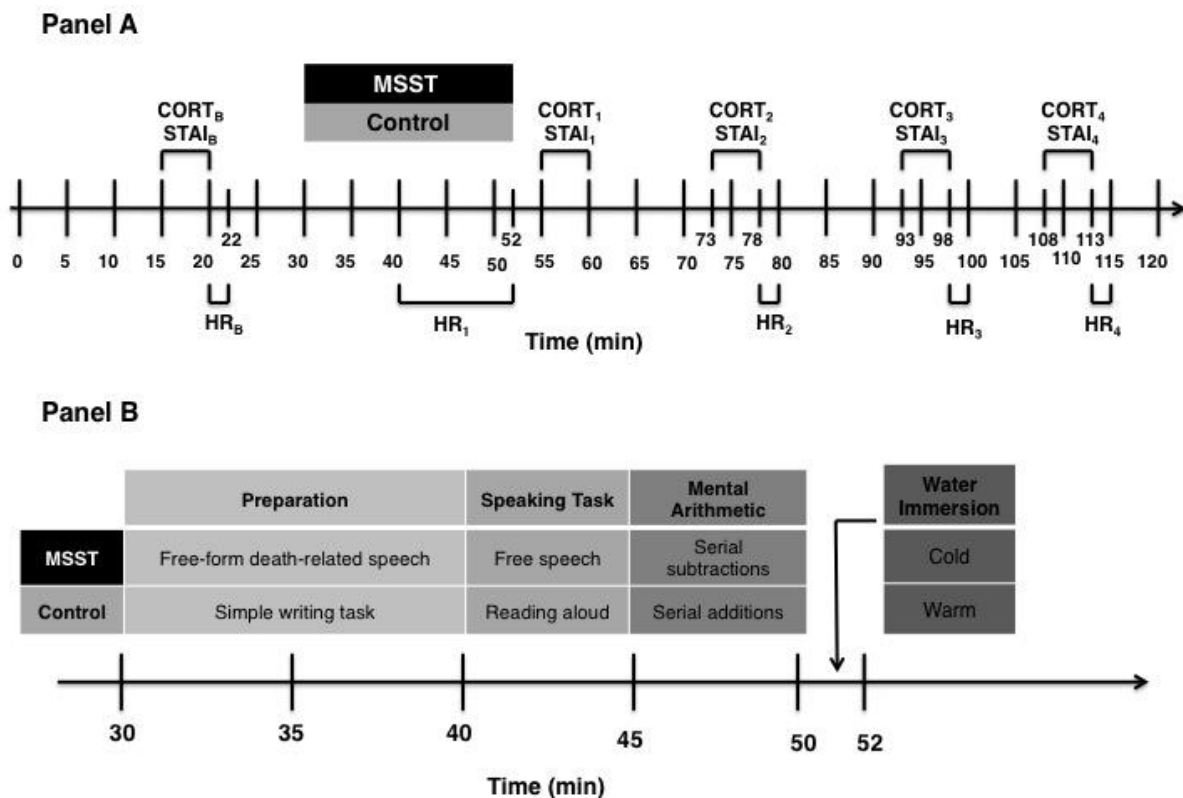 Panel A
MSST
Control
CORT_B
STAI_B
CORT_1
STAI_1
CORT_2
STAI_2
CORT_3
STAI_3
CORT_4
STAI_4
22 52 73 78 93 98 108 113
0 5 10 15 20 25 30 35 40 45 50 55 60 65 70 75 80 85 90 95 100 105 110 115 120
HR_B HR_1 HR_2 HR_3 HR_4
Time (min)
Panel B
Preparation
Speaking Task
Mental
Arithmetic
Water
Immersion
MSST
Free-form death-related speech
Free speech
Serial
subtractions
Cold
Control
Simple writing task
Reading aloud
Serial additions
Warm
30 35 40 45 50 52
Time (min)